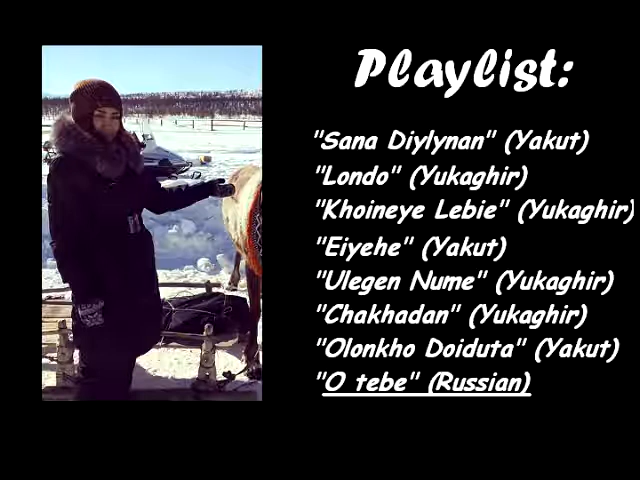 Playlist:
"Sana Diylynan" (Yakut)
"Londo" (Yukaghir)
"Khoineye Lebie" (Yukaghir)
"Eiyehe" (Yakut)
"Ulegen Nume" (Yukaghir)
"Chakhadan" (Yukaghir)
"Olonkho Doiduta" (Yakut)
"O tebe" (Russian)